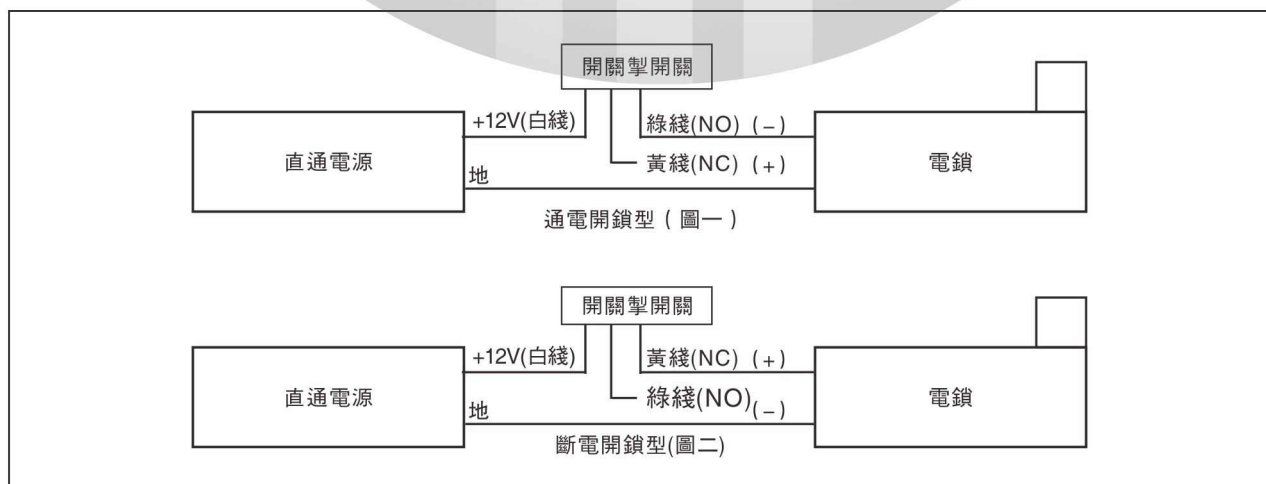 開關掣開關
+12V(白綫)
綠綫(NO) (－)
直通電源
黃綫(NC) (+)
電鎖
地
通電開鎖型（圖一）
開關掣開關
+12V(白綫)
黃綫(NC) (+)
直通電源
綠綫(NO)(－)
電鎖
地
斷電開鎖型(圖二)